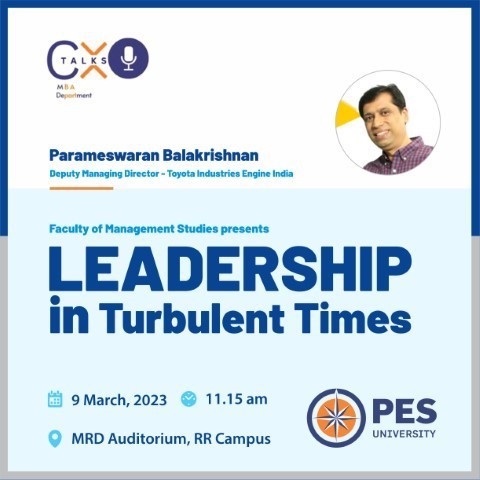 CXO
TALKS
MBA
Department
Parameswaran Balakrishnan
Deputy Managing Director - Toyota Industries Engine India
Faculty of Management Studies presents
LEADERSHIP
in Turbulent Times
9 March, 2023 11.15 am
MRD Auditorium, RR Campus
PES
UNIVERSITY